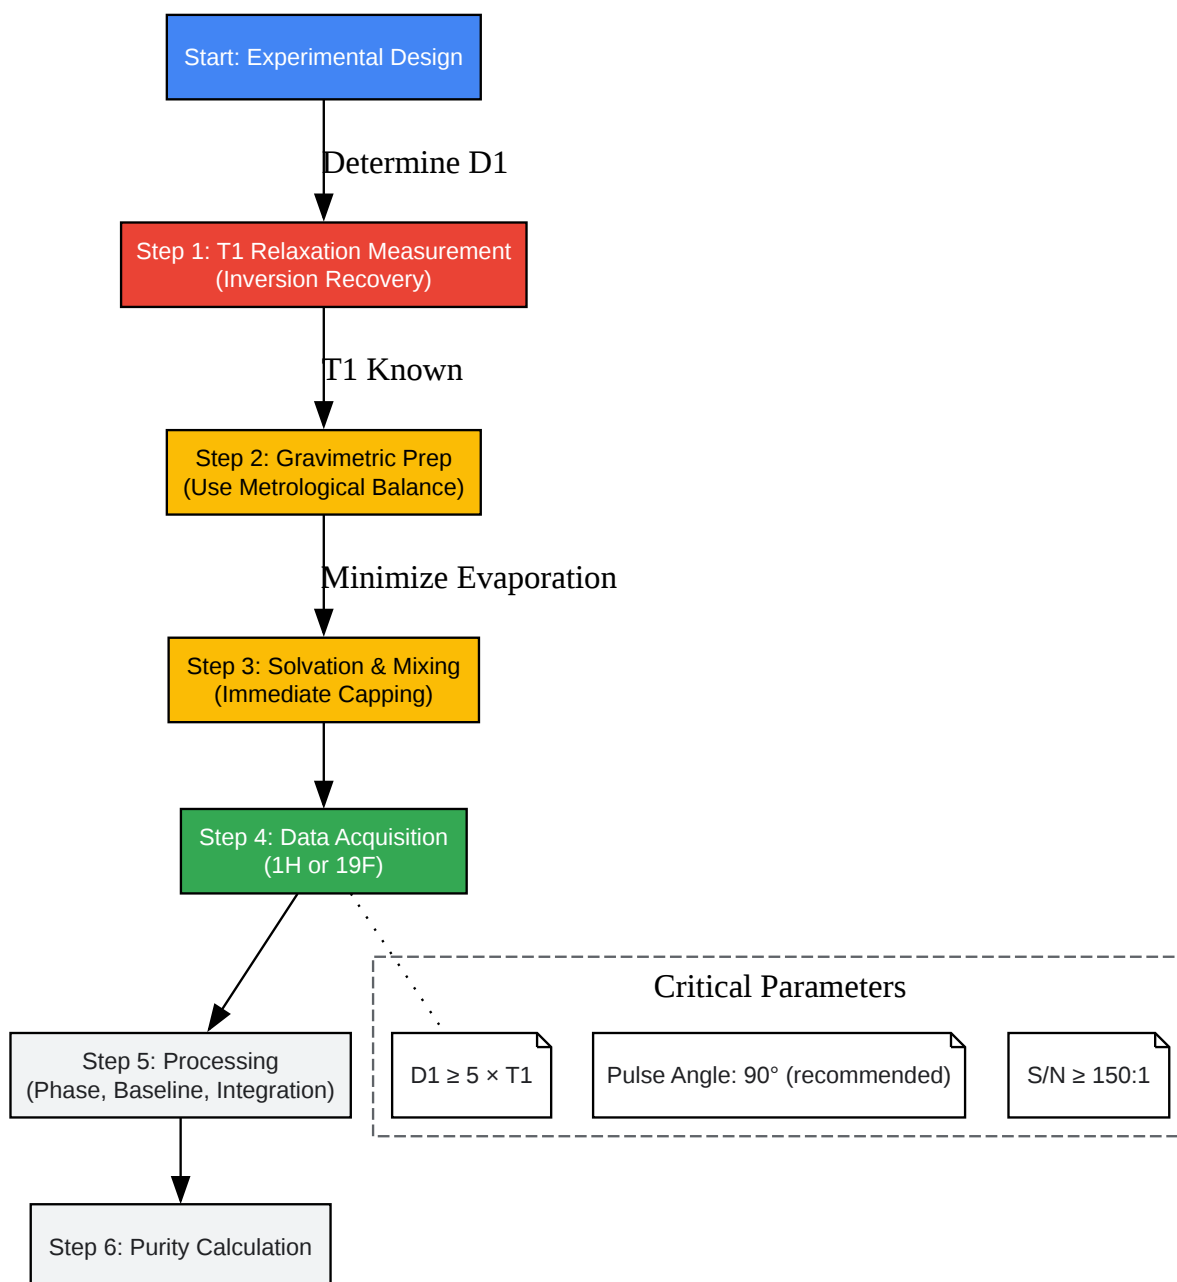 Start: Experimental Design
Determine D1
Step 1: T1 Relaxation Measurement
(Inversion Recovery)
T1 Known
Step 2: Gravimetric Prep
(Use Metrological Balance)
Minimize Evaporation
Step 3: Solvation & Mixing
(Immediate Capping)
Step 4: Data Acquisition
(1H or 19F)
Critical Parameters
Step 5: Processing
(Phase, Baseline, Integration)
D1 ≥ 5 × T1
Pulse Angle: 90° (recommended)
S/N ≥ 150:1
Step 6: Purity Calculation